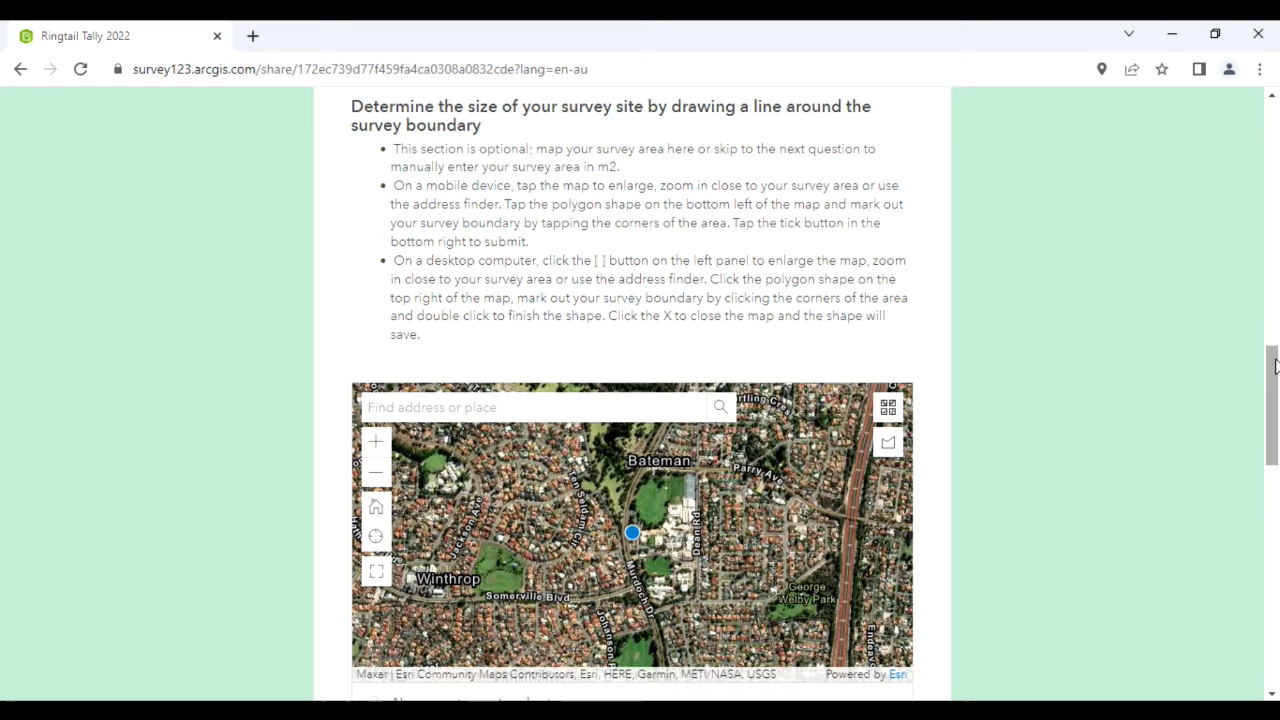 Ringtail Tally 2022
survey123.arcgis.com/share/172ec739d77f459fa4ca0308a0832cde?lang=en-au
Determine the size of your survey site by drawing a line around the
survey boundary
• This section is optional; map your survey area here or skip to the next question to
manually enter your survey area in m2.
• On a mobile device, tap the map to enlarge, zoom in close to your survey area or use
the address finder. Tap the polygon shape on the bottom left of the map and mark out
your survey boundary by tapping the corners of the area. Tap the tick button in the
bottom right to submit.
• On a desktop computer, click the [ ] button on the left panel to enlarge the map, zoom
in close to your survey area or use the address finder. Click the polygon shape on the
top right of the map, mark out your survey boundary by clicking the corners of the area
and double click to finish the shape. Click the X to close the map and the shape will
save.
Find address or place
Bateman
Parry Ave
Ten Seldam Cir
Jackson Ave
Dean Rd
Winthrop
Somerville Blvd
Murdoch Dr
George
Welby Park
Maxar | Esri Community Maps Contributors, Esri, HERE, Garmin, METI/NASA, USGS
Powered by Esri